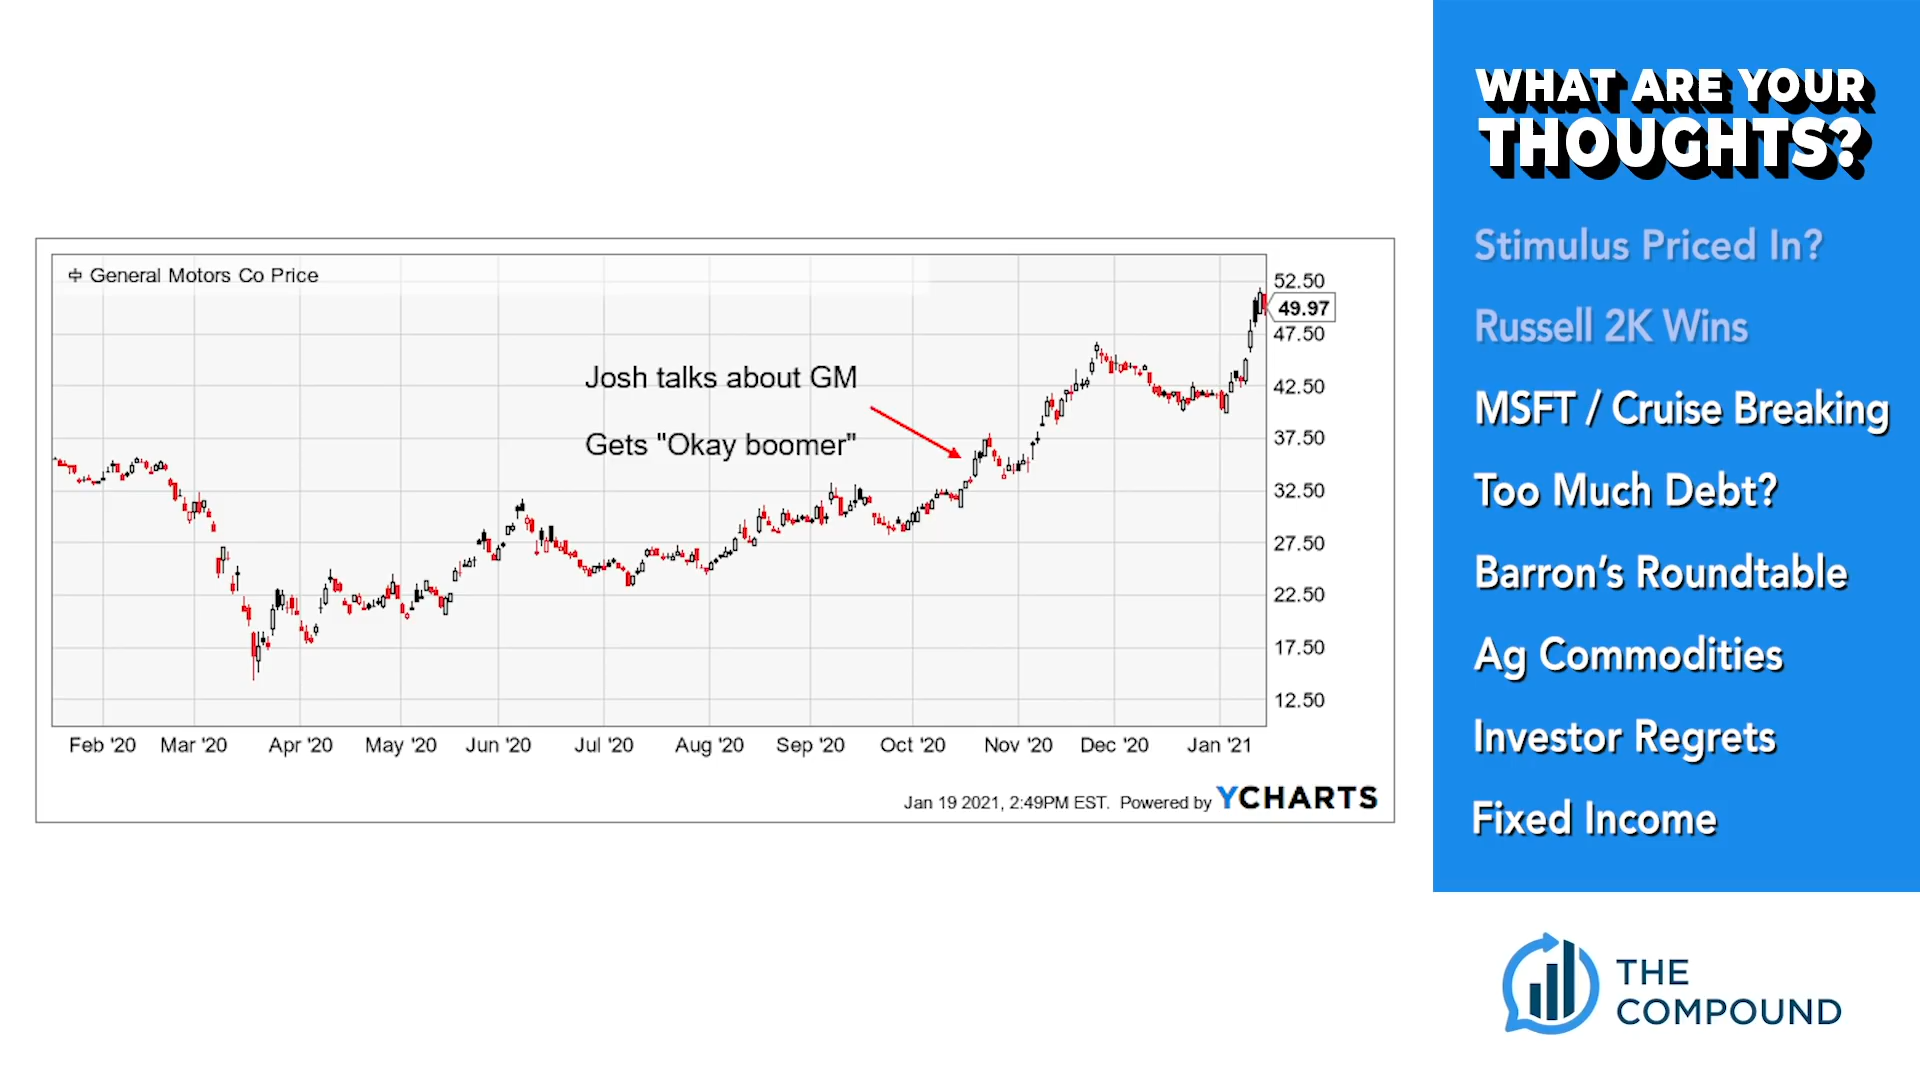 General Motors Co Price
52.50
49.97
47.50
42.50
37.50
32.50
27.50
22.50
17.50
12.50
Josh talks about GM
Gets "Okay boomer"
Feb '20 Mar '20 Apr '20 May '20 Jun '20 Jul '20 Aug '20 Sep '20 Oct '20 Nov '20 Dec '20 Jan '21
Jan 19 2021, 2:49PM EST. Powered by YCHARTS
WHAT ARE YOUR
THOUGHTS?
Stimulus Priced In?
Russell 2K Wins
MSFT / Cruise Breaking
Too Much Debt?
Barron's Roundtable
Ag Commodities
Investor Regrets
Fixed Income
THE
COMPOUND